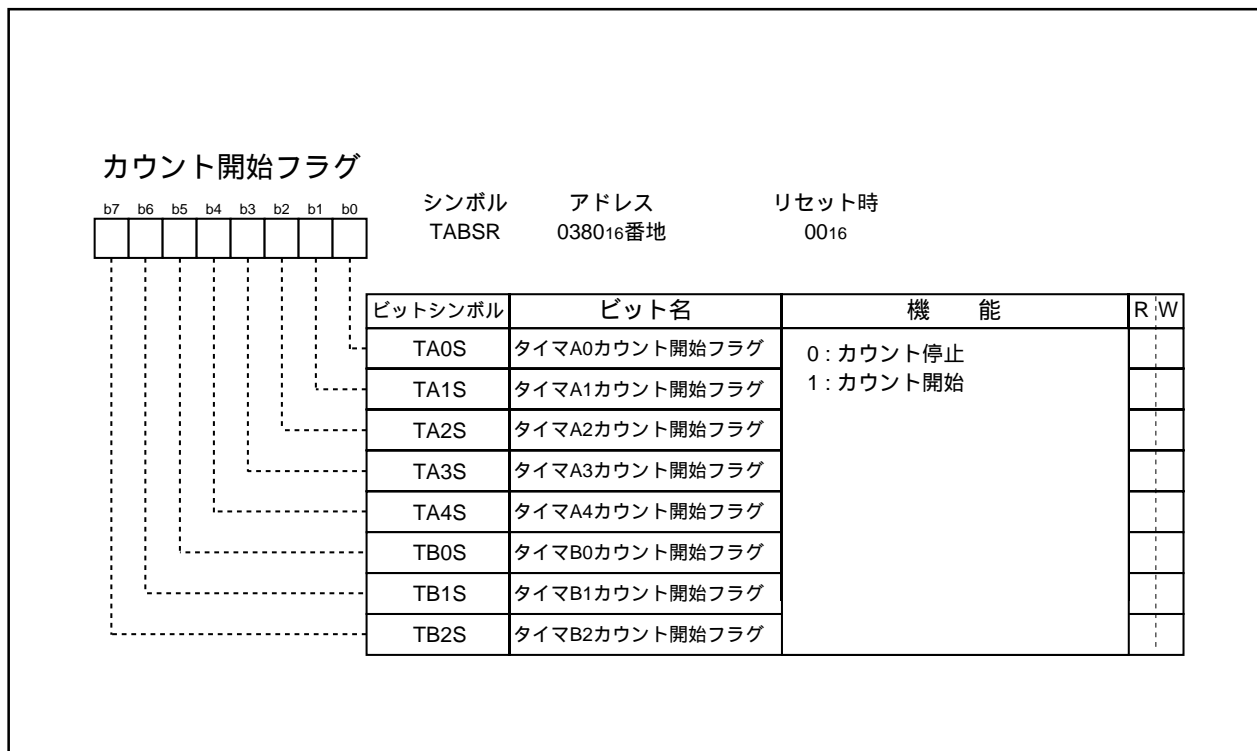 カウント開始フラグ
b7 b6 b5 b4 b3 b2 b1 b0
シンボル アドレス リセット時
TABSR 038016番地 0016
ビットシンボル ビット名 機 能 R W
TA0S タイマA0カウント開始フラグ 0 : カウント停止
TA1S タイマA1カウント開始フラグ 1 : カウント開始
TA2S タイマA2カウント開始フラグ
TA3S タイマA3カウント開始フラグ
TA4S タイマA4カウント開始フラグ
TB0S タイマB0カウント開始フラグ
TB1S タイマB1カウント開始フラグ
TB2S タイマB2カウント開始フラグ